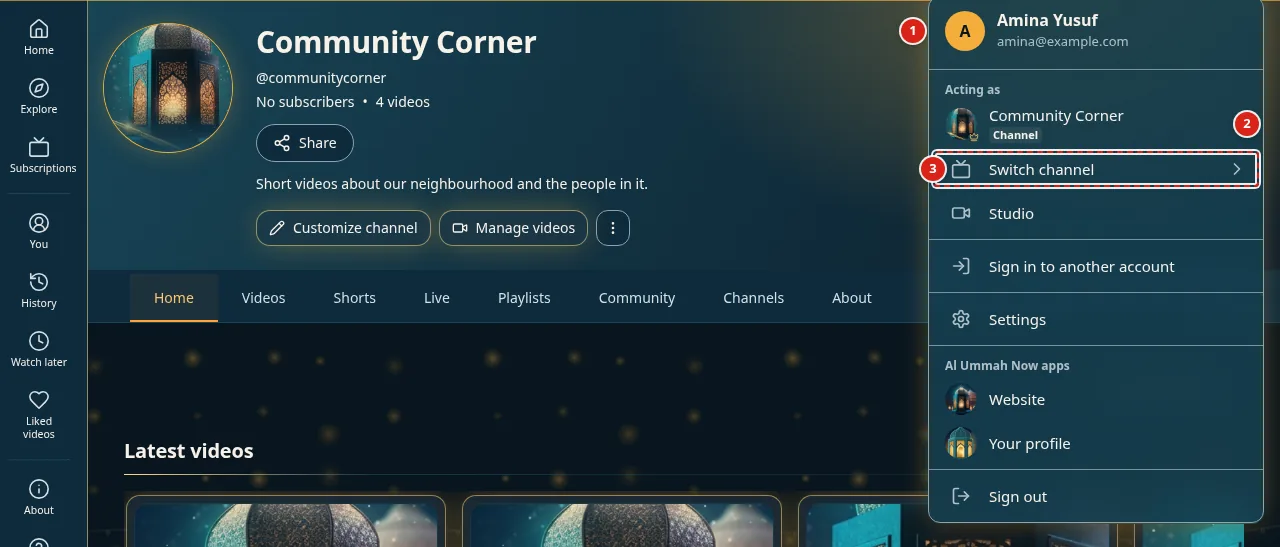 Home
Explore
Subscriptions
You
History
Watch later
Liked
videos
About
Community Corner
@communitycorner
No subscribers • 4 videos
Share
Short videos about our neighbourhood and the people in it.
Customize channel
Manage videos
Home Videos Shorts Live Playlists Community Channels About
Latest videos
1
A
Amina Yusuf
amina@example.com
Acting as
Community Corner
Channel
2
3
Switch channel
Studio
Sign in to another account
Settings
Al Ummah Now apps
Website
Your profile
Sign out